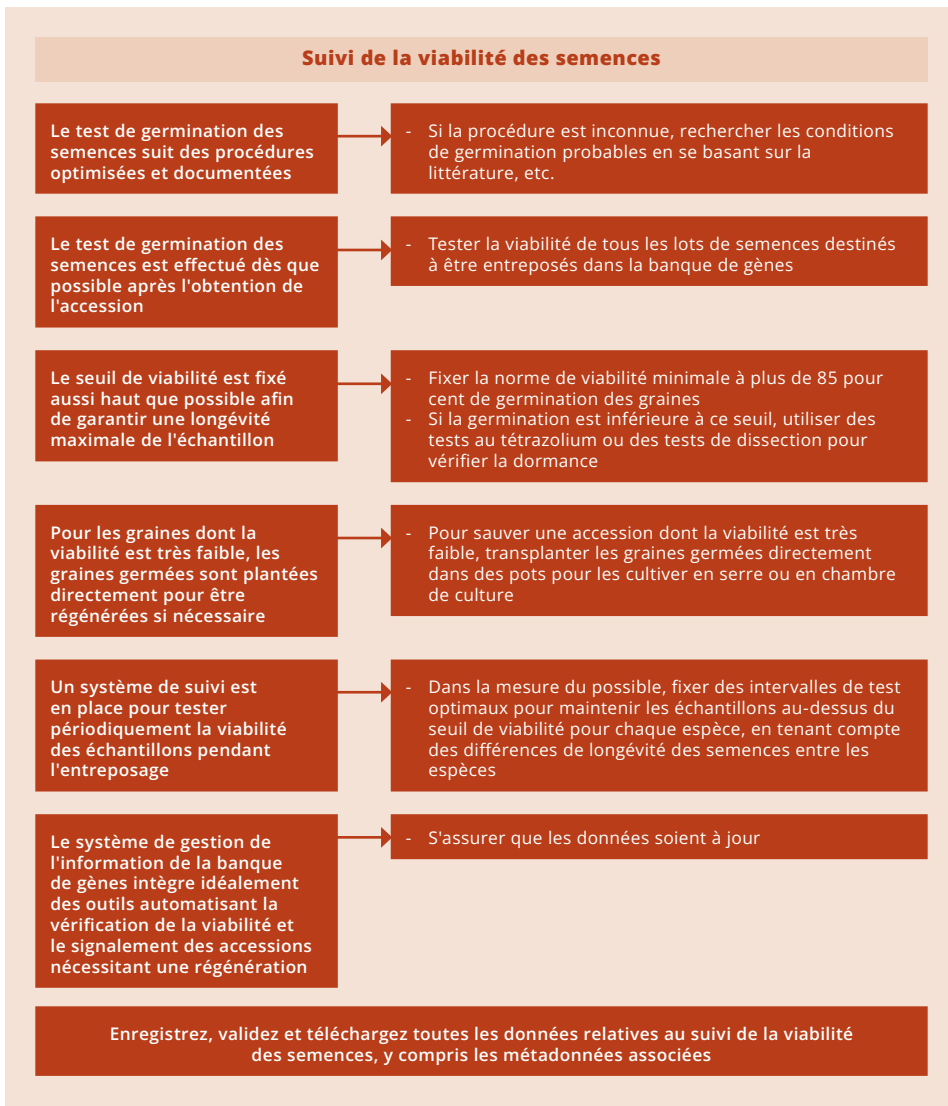 Suivi de la viabilité des semences
Le test de germination des
semences suit des procédures
optimisées et documentées
- Si la procédure est inconnue, rechercher les conditions
de germination probables en se basant sur la
littérature, etc.
Le test de germination des
semences est effectué dès que
possible après l'obtention de
l'accession
- Tester la viabilité de tous les lots de semences destinés
à être entreposés dans la banque de gènes
Le seuil de viabilité est fixé
aussi haut que possible afin
de garantir une longévité
maximale de l'échantillon
- Fixer la norme de viabilité minimale à plus de 85 pour
cent de germination des graines
- Si la germination est inférieure à ce seuil, utiliser des
tests au tétrazolium ou des tests de dissection pour
vérifier la dormance
Pour les graines dont la
viabilité est très faible, les
graines germées sont plantées
directement pour être
régénérées si nécessaire
- Pour sauver une accession dont la viabilité est très
faible, transplanter les graines germées directement
dans des pots pour les cultiver en serre ou en chambre
de culture
Un système de suivi est
en place pour tester
périodiquement la viabilité
des échantillons pendant
l'entreposage
- Dans la mesure du possible, fixer des intervalles de test
optimaux pour maintenir les échantillons au-dessus du
seuil de viabilité pour chaque espèce, en tenant compte
des différences de longévité des semences entre les
espèces
Le système de gestion de
l'information de la banque
de gènes intègre idéalement
des outils automatisant la
vérification de la viabilité et
le signalement des accessions
nécessitant une régénération
- S'assurer que les données soient à jour
Enregistrez, validez et téléchargez toutes les données relatives au suivi de la viabilité
des semences, y compris les métadonnées associées